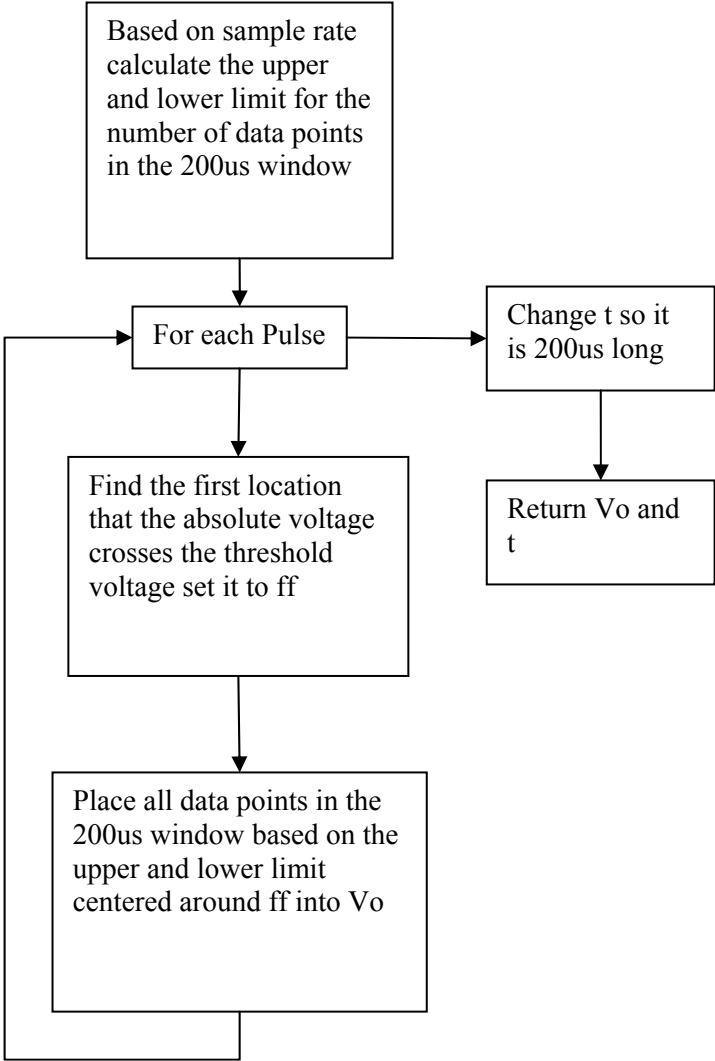 Based on sample rate
calculate the upper
and lower limit for the
number of data points
in the 200us window
For each Pulse
Change t so it
is 200us long
Find the first location
that the absolute voltage
crosses the threshold
voltage set it to ff
Return Vo and
t
Place all data points in the
200us window based on the
upper and lower limit
centered around ff into Vo